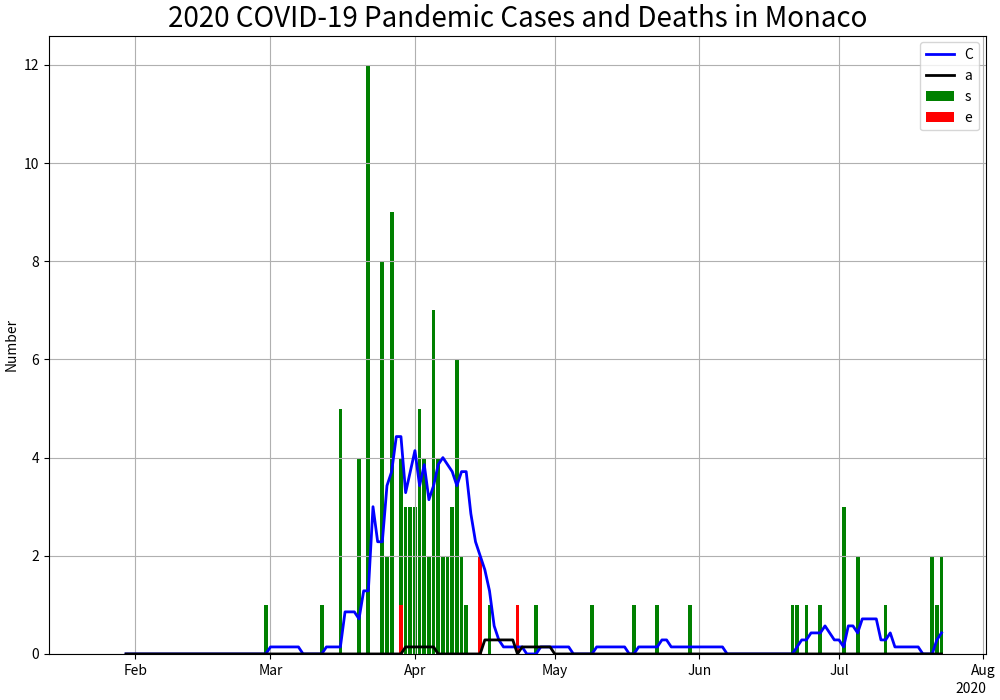 2020 COVID-19 Pandemic Cases and Deaths in Monaco
C
a
s
e
12
10
8
6
4
2
0
Number
Feb
Mar
Apr
May
Jun
Jul
Aug
2020